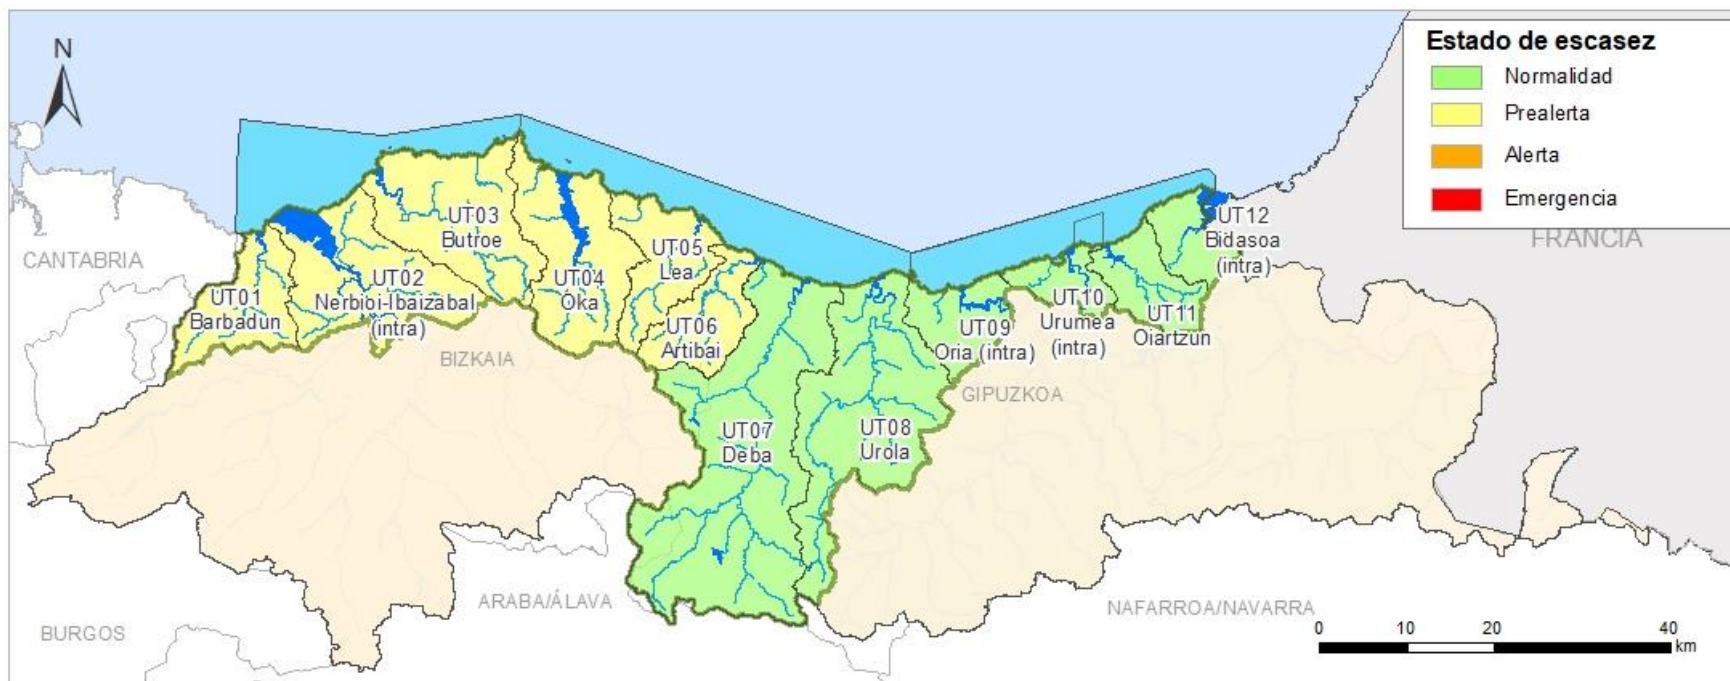 N
Estado de escasez
Normalidad
Prealerta
Alerta
Emergencia
CANTABRIA
FRANCIA
UT01
Barbadun
UT02
Nerbioi-Ibaizabal
(intra)
UT03
Butroe
UT04
Oka
UT05
Lea
UT06
Artibai
UT07
Deba
UT08
Urola
UT09
Oria (intra)
UT10
Urumea
(intra)
UT11
Oiartzun
UT12
Bidasoa
(intra)
BIZKAIA
GIPUZKOA
ARABA/ÁLAVA
NAFARROA/NAVARRA
BURGOS
0 10 20 40
km